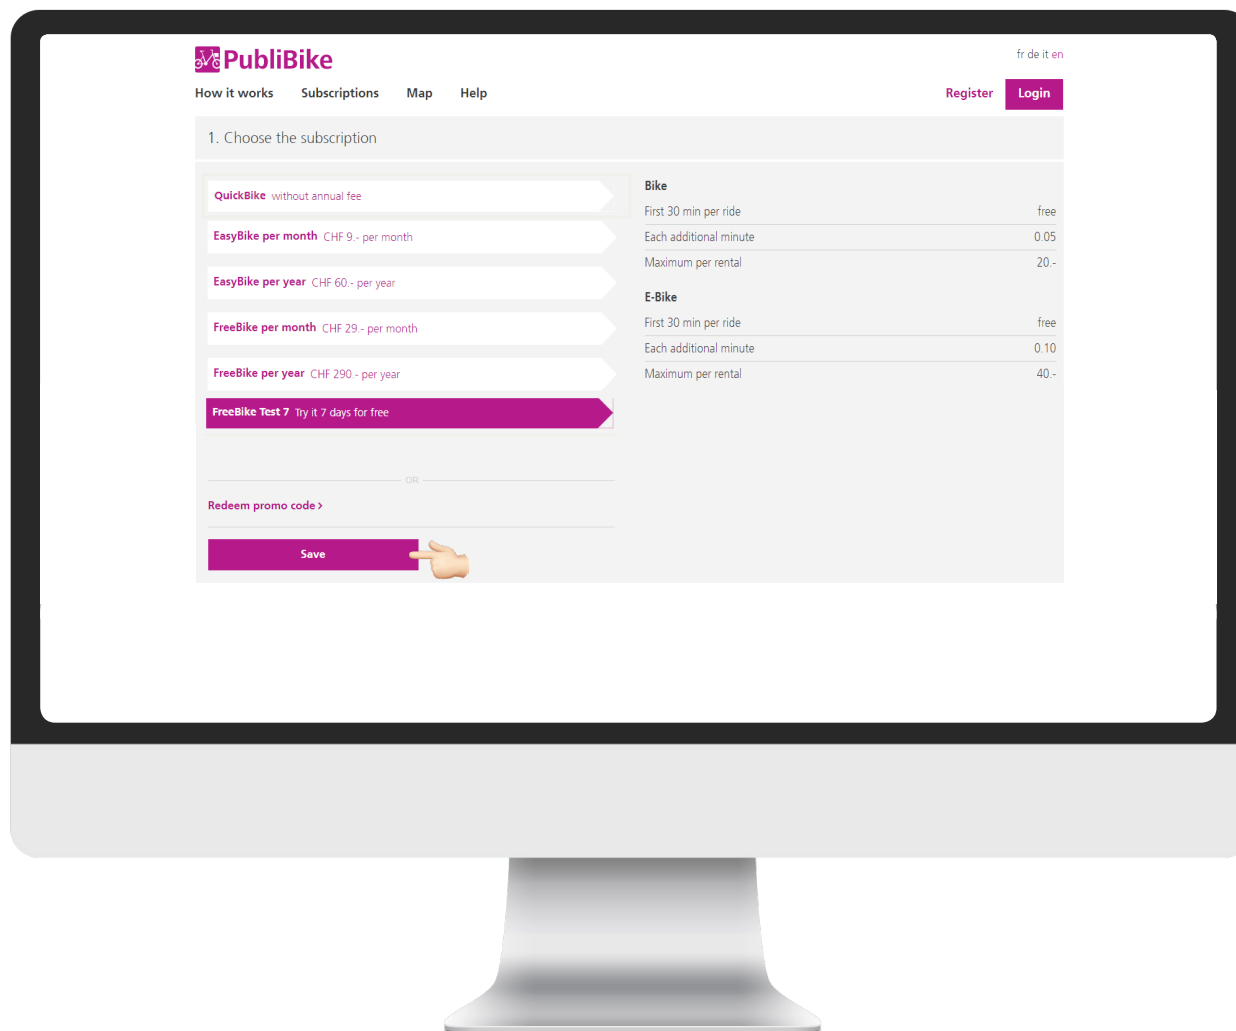 PubliBike
fr de it en
How it works Subscriptions Map Help Register Login
1. Choose the subscription
QuickBike without annual fee
EasyBike per month CHF 9.- per month
EasyBike per year CHF 60.- per year
FreeBike per month CHF 29.- per month
FreeBike per year CHF 290.- per year
FreeBike Test 7 Try it 7 days for free
OR
Redeem promo code >
Save
Bike
First 30 min per ride free
Each additional minute 0.05
Maximum per rental 20.-
E-Bike
First 30 min per ride free
Each additional minute 0.10
Maximum per rental 40.-